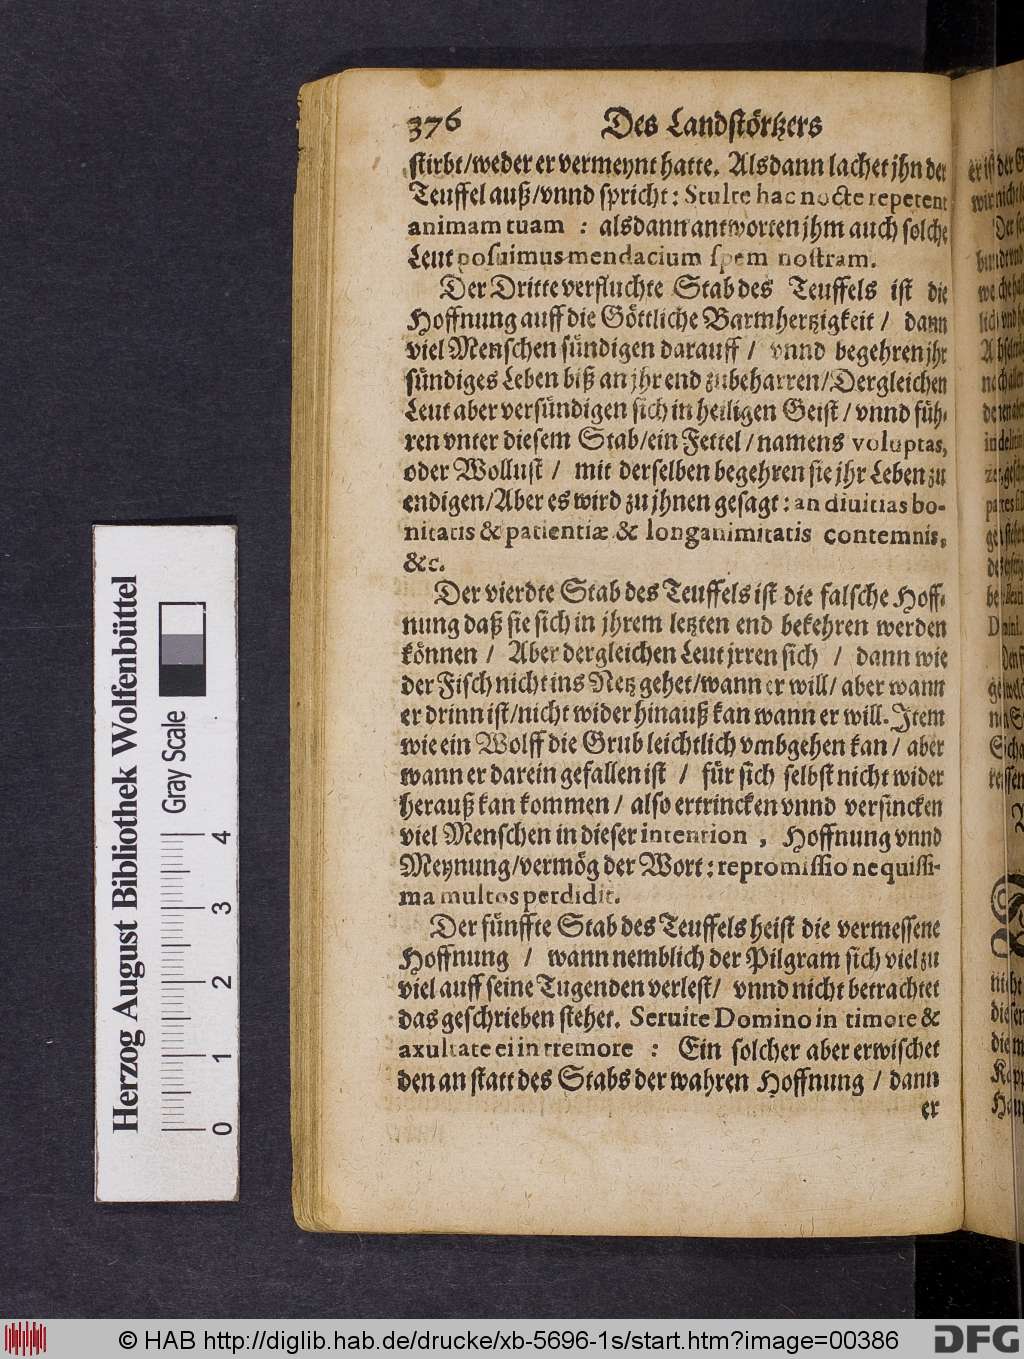 376 Des Landstörtzers
stirbt/weder er vermeynt hatte. Alsdann lachet jhn der
Teuffel auß/vnnd spricht: Stulte hac nocte repetent
animam tuam : alsdann antworten jhm auch solche
Leut posuimus mendacium spem nostram.
Der Dritte verfluchte Stab des Teuffels ist die
Hoffnung auff die Göttliche Barmhertzigkeit / dann
viel Menschen sündigen darauff / vnnd begehren jhr
sündiges Leben biß an jhr end zubeharren/Dergleichen
Leut aber versündigen sich in heiligen Geist / vnnd füh-
ren vnter diesem Stab/ein Fettel/namens voluptas,
oder Wollust / mit derselben begehren sie jhr Leben zu
endigen/Aber es wird zu jhnen gesagt: an diuitias bo-
nitatis & patientiæ & longanimitatis contemnis,
&c.
Der vierdte Stab des Teuffels ist die falsche Hoff-
nung daß sie sich in jhrem letzten end bekehren werden
können / Aber dergleichen Leut jrren sich / dann wie
der Fisch nicht ins Netz gehet/wann er will/ aber wann
er drinn ist/nicht wider hinauß kan wann er will. Item
wie ein Wolff die Grub leichtlich vmbgehen kan / aber
wann er darein gefallen ist / für sich selbst nicht wider
herauß kan kommen / also ertrincken vnnd versincken
viel Menschen in dieser intention , Hoffnung vnnd
Meynung/vermög der Wort: repromissio nequissi-
ma multos perdidit.
Der fünffte Stab des Teuffels heist die vermessene
Hoffnung / wann nemblich der Pilgram sich viel zu
viel auff seine Tugenden verlest/ vnnd nicht betrachtet
das geschrieben stehet. Seruite Domino in timore &
axultate ei in tremore : Ein solcher aber erwischet
den an statt des Stabs der wahren Hoffnung / dann
er
Herzog August Bibliothek Wolfenbüttel
Gray Scale
0 1 2 3 4
© HAB http://diglib.hab.de/drucke/xb-5696-1s/start.htm?image=00386
DFG